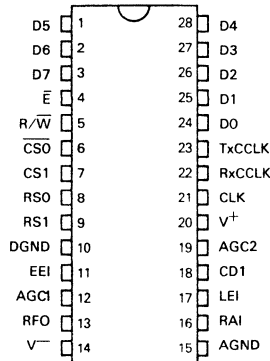 D5 1 28 D4
D6 2 27 D3
D7 3 26 D2
E̅ 4 25 D1
R/W̅ 5 24 D0
C̅S̅0̅ 6 23 TxCCLK
CS1 7 22 RxCCLK
RS0 8 21 CLK
RS1 9 20 V+
DGND 10 19 AGC2
EEI 11 18 CD1
AGC1 12 17 LEI
RFO 13 16 RAI
V− 14 15 AGND